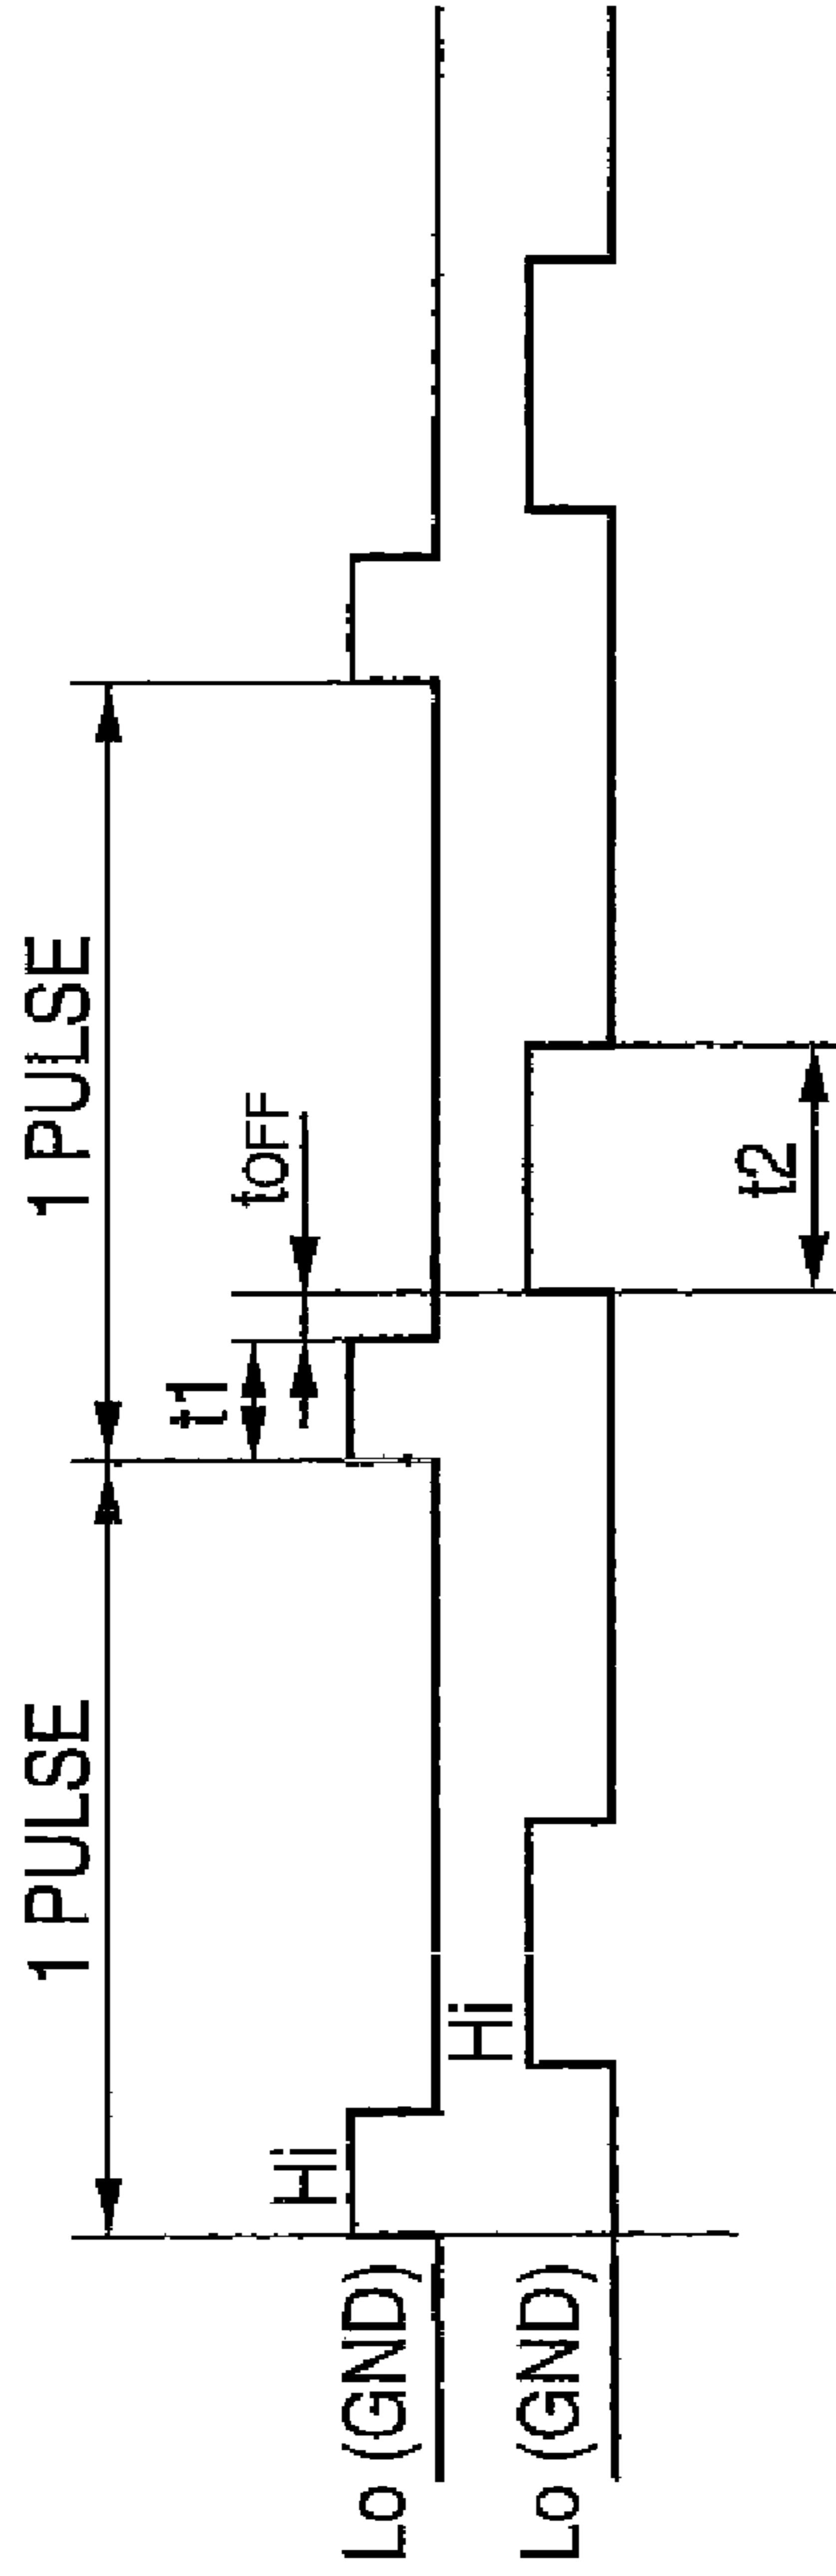 1 PULSE
1 PULSE
t1
tOFF
Hi
Lo (GND)
Hi
Lo (GND)
t2